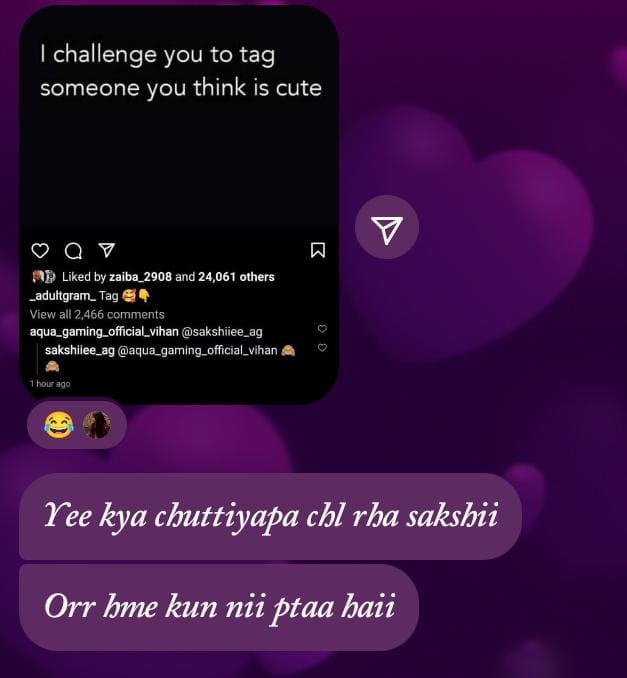 I challenge you to tag
someone you think is cute
Liked by zaiba_2908 and 24,061 others
_adultgram_ Tag 🥰👇
View all 2,466 comments
aqua_gaming_official_vihan @sakshiiee_ag
sakshiiee_ag @aqua_gaming_official_vihan 🙈
🙈
1 hour ago
😂
Yee kya chuttiyapa chl rha sakshii
Orr hme kun nii ptaa haii